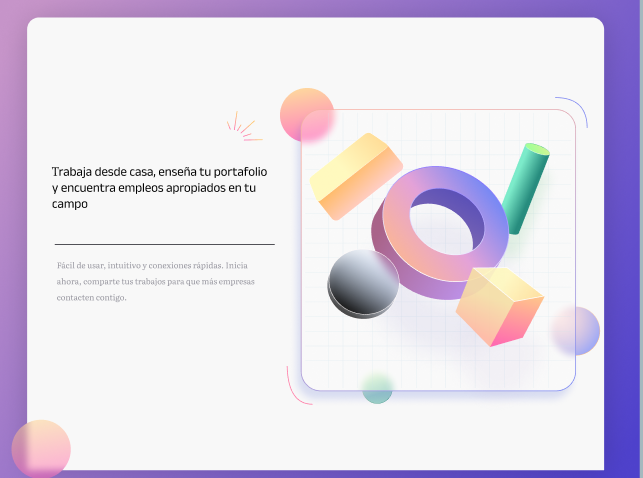 Trabaja desde casa, enseña tu portafolio
y encuentra empleos apropiados en tu
campo
Fácil de usar, intuitivo y conexiones rápidas. Inicia
ahora, comparte tus trabajos para que más empresas
contacten contigo.